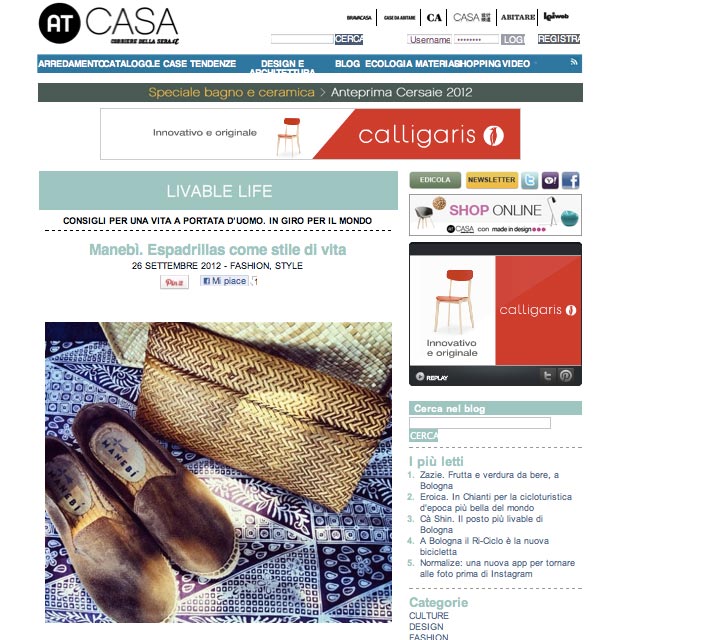 AT CASA
CORRIERE DELLA SERA.it
BRAVACASA CASE DA ABITARE CA CASA ABITARE leiweb
CERCA Username •••••••• LOG REGISTRA
ARREDAMENTO CATALOGO LE CASE TENDENZE DESIGN E ARCHITETTURA BLOG ECOLOGIA MATERIALI SHOPPING VIDEO
Speciale bagno e ceramica > Anteprima Cersaie 2012
Innovativo e originale calligaris
LIVABLE LIFE
CONSIGLI PER UNA VITA A PORTATA D'UOMO. IN GIRO PER IL MONDO
Manebì. Espadrillas come stile di vita
26 SETTEMBRE 2012 - FASHION, STYLE
Pin it Mi piace 1
MANEBÍ
MANEBÍ
EDICOLA NEWSLETTER
SHOP ONLINE
AT CASA con made in design
calligaris
Innovativo
e originale
REPLAY
Cerca nel blog
CERCA
I più letti
1. Zazie. Frutta e verdura da bere, a
Bologna
2. Eroica. In Chianti per la cicloturistica
d'epoca più bella del mondo
3. Cà Shin. Il posto più livable di
Bologna
4. A Bologna il Ri-Ciclo è la nuova
bicicletta
5. Normalize: una nuova app per tornare
alle foto prima di Instagram
Categorie
CULTURE
DESIGN
FASHION